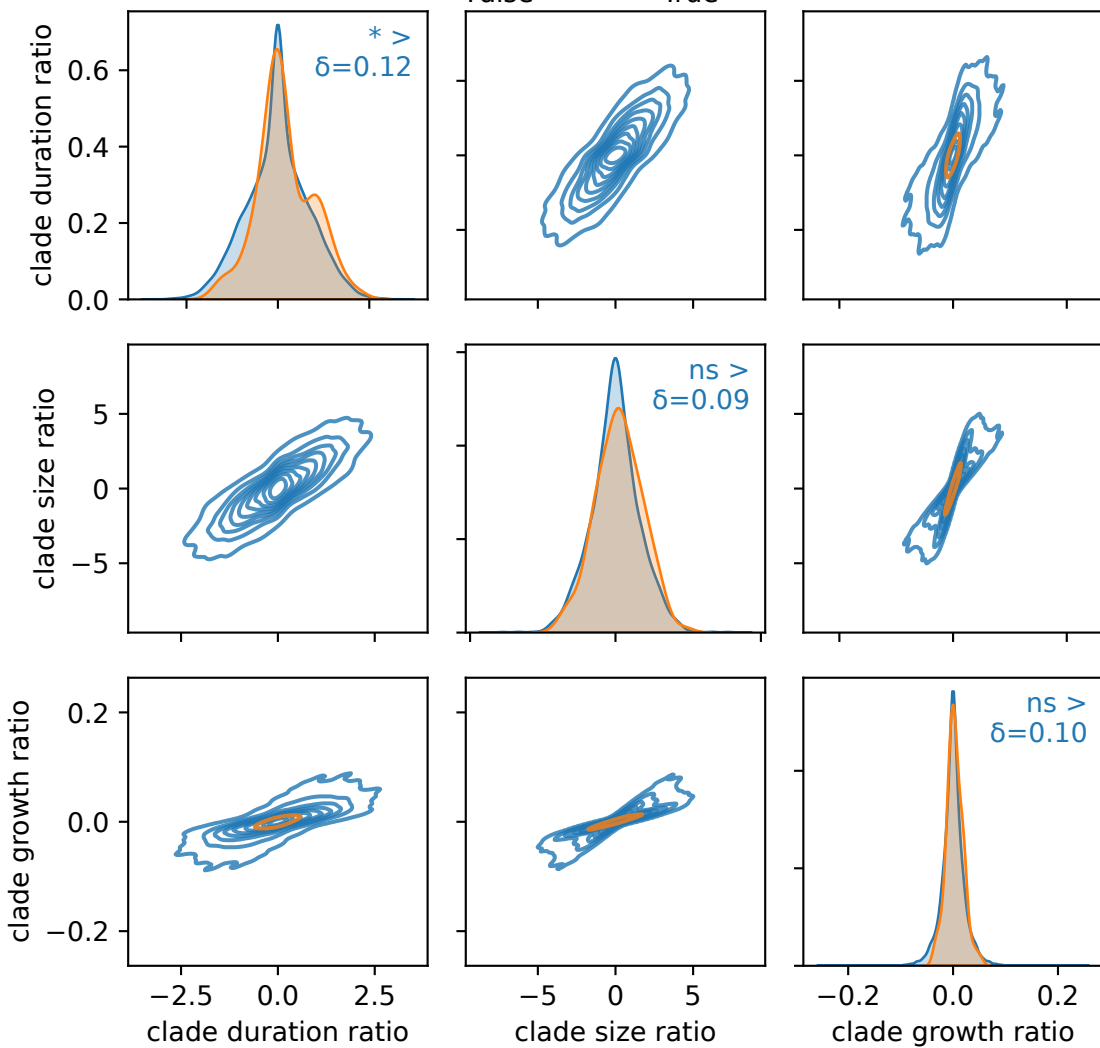 clade duration ratio
0.6
0.4
0.2
0.0
* >
δ=0.12
clade size ratio
5
0
−5
ns >
δ=0.09
clade growth ratio
0.2
0.0
−0.2
ns >
δ=0.10
−2.5 0.0 2.5
−5 0 5
−0.2 0.0 0.2
clade duration ratio
clade size ratio
clade growth ratio